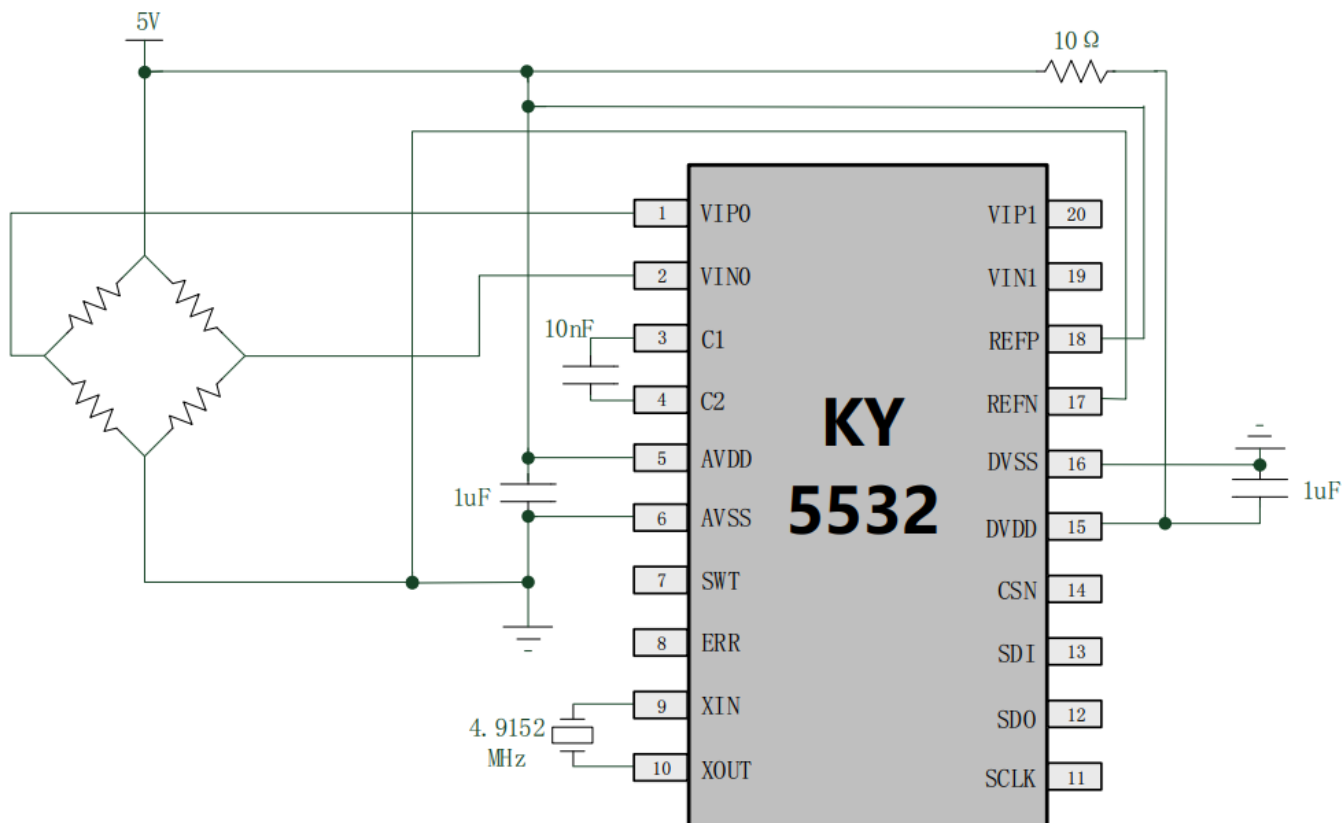 5V
10Ω
1
VIP0
VIP1
20
2
VIN0
VIN1
19
10nF
3
C1
REFP
18
4
C2
REFN
17
KY
5532
5
AVDD
DVSS
16
1uF
1uF
6
AVSS
DVDD
15
7
SWT
CSN
14
8
ERR
SDI
13
4.9152
MHz
9
XIN
SDO
12
10
XOUT
SCLK
11